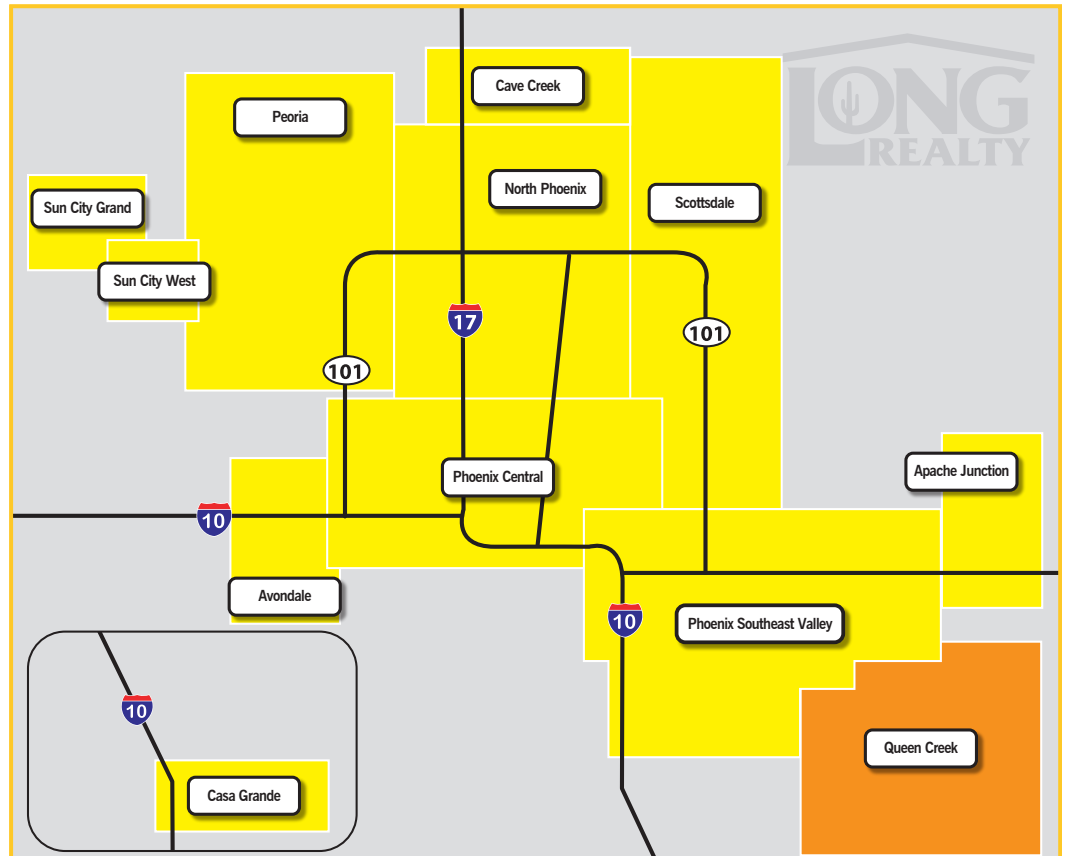 LONG
REALTY
Cave Creek
Peoria
North Phoenix
Scottsdale
Sun City Grand
Sun City West
17
101
101
Phoenix Central
Apache Junction
10
Avondale
10
Phoenix Southeast Valley
10
Queen Creek
Casa Grande